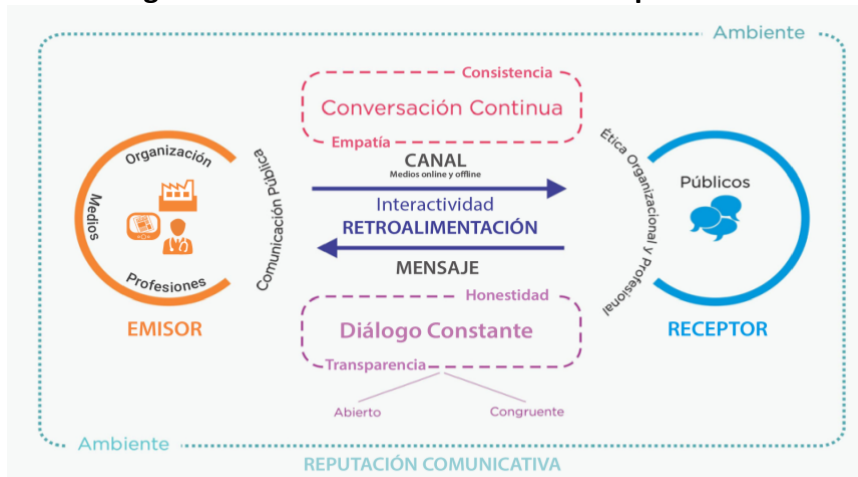 Ambiente
Consistencia
Conversación Continua
Empatía
CANAL
Medios online y offline
Interactividad
RETROALIMENTACIÓN
MENSAJE
Organización
Medios
Profesiones
Comunicación Pública
EMISOR
Ética Organizacional y Profesional
Públicos
RECEPTOR
Honestidad
Diálogo Constante
Transparencia
Abierto
Congruente
Ambiente
REPUTACIÓN COMUNICATIVA